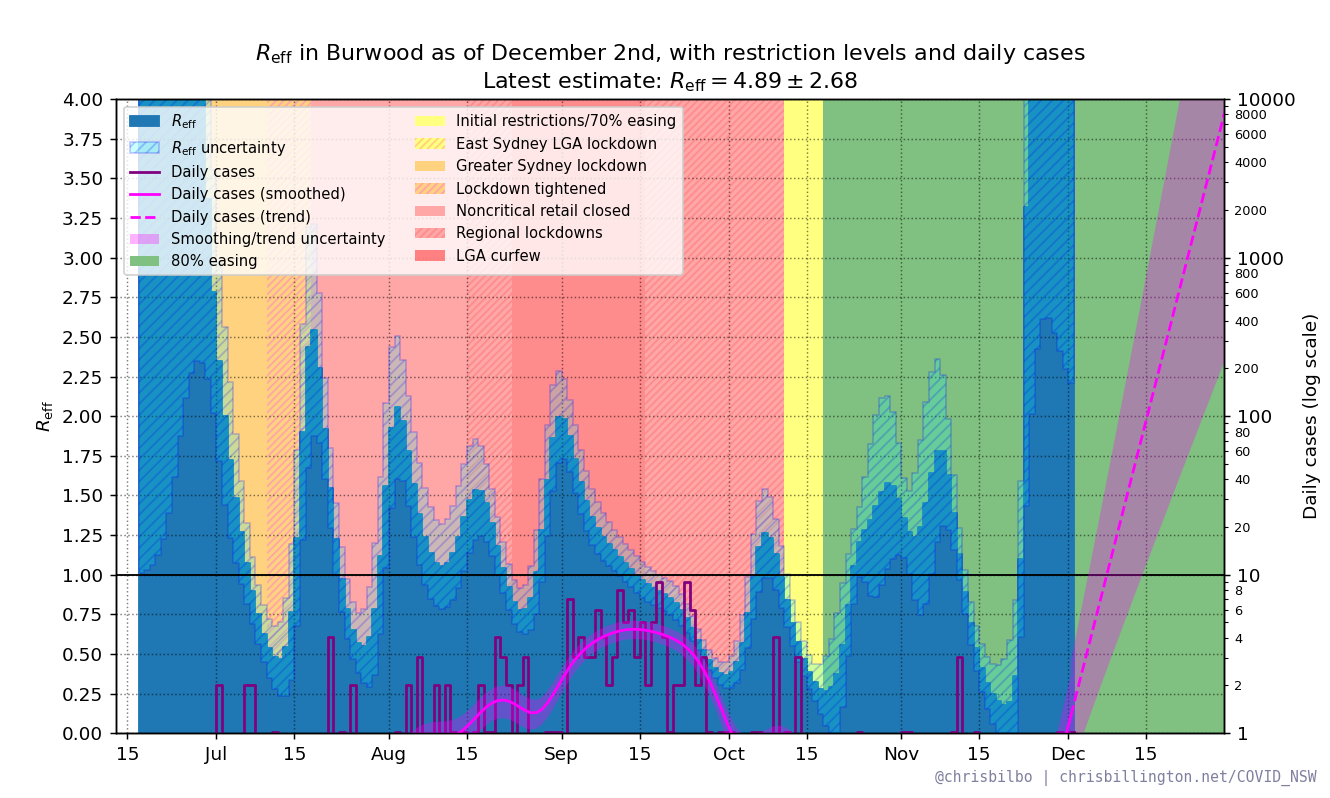 R_eff in Burwood as of December 2nd, with restriction levels and daily cases
Latest estimate: R_eff = 4.89 ± 2.68
R_eff
R_eff uncertainty
Daily cases
Daily cases (smoothed)
Daily cases (trend)
Smoothing/trend uncertainty
80% easing
Initial restrictions/70% easing
East Sydney LGA lockdown
Greater Sydney lockdown
Lockdown tightened
Noncritical retail closed
Regional lockdowns
LGA curfew
R_eff
4.00
3.75
3.50
3.25
3.00
2.75
2.50
2.25
2.00
1.75
1.50
1.25
1.00
0.75
0.50
0.25
0.00
10000
8000
6000
4000
2000
1000
800
600
400
200
100
80
60
40
20
10
8
6
4
2
1
Daily cases (log scale)
15 Jul 15 Aug 15 Sep 15 Oct 15 Nov 15 Dec 15
@chrisbilbo | chrisbillington.net/COVID_NSW